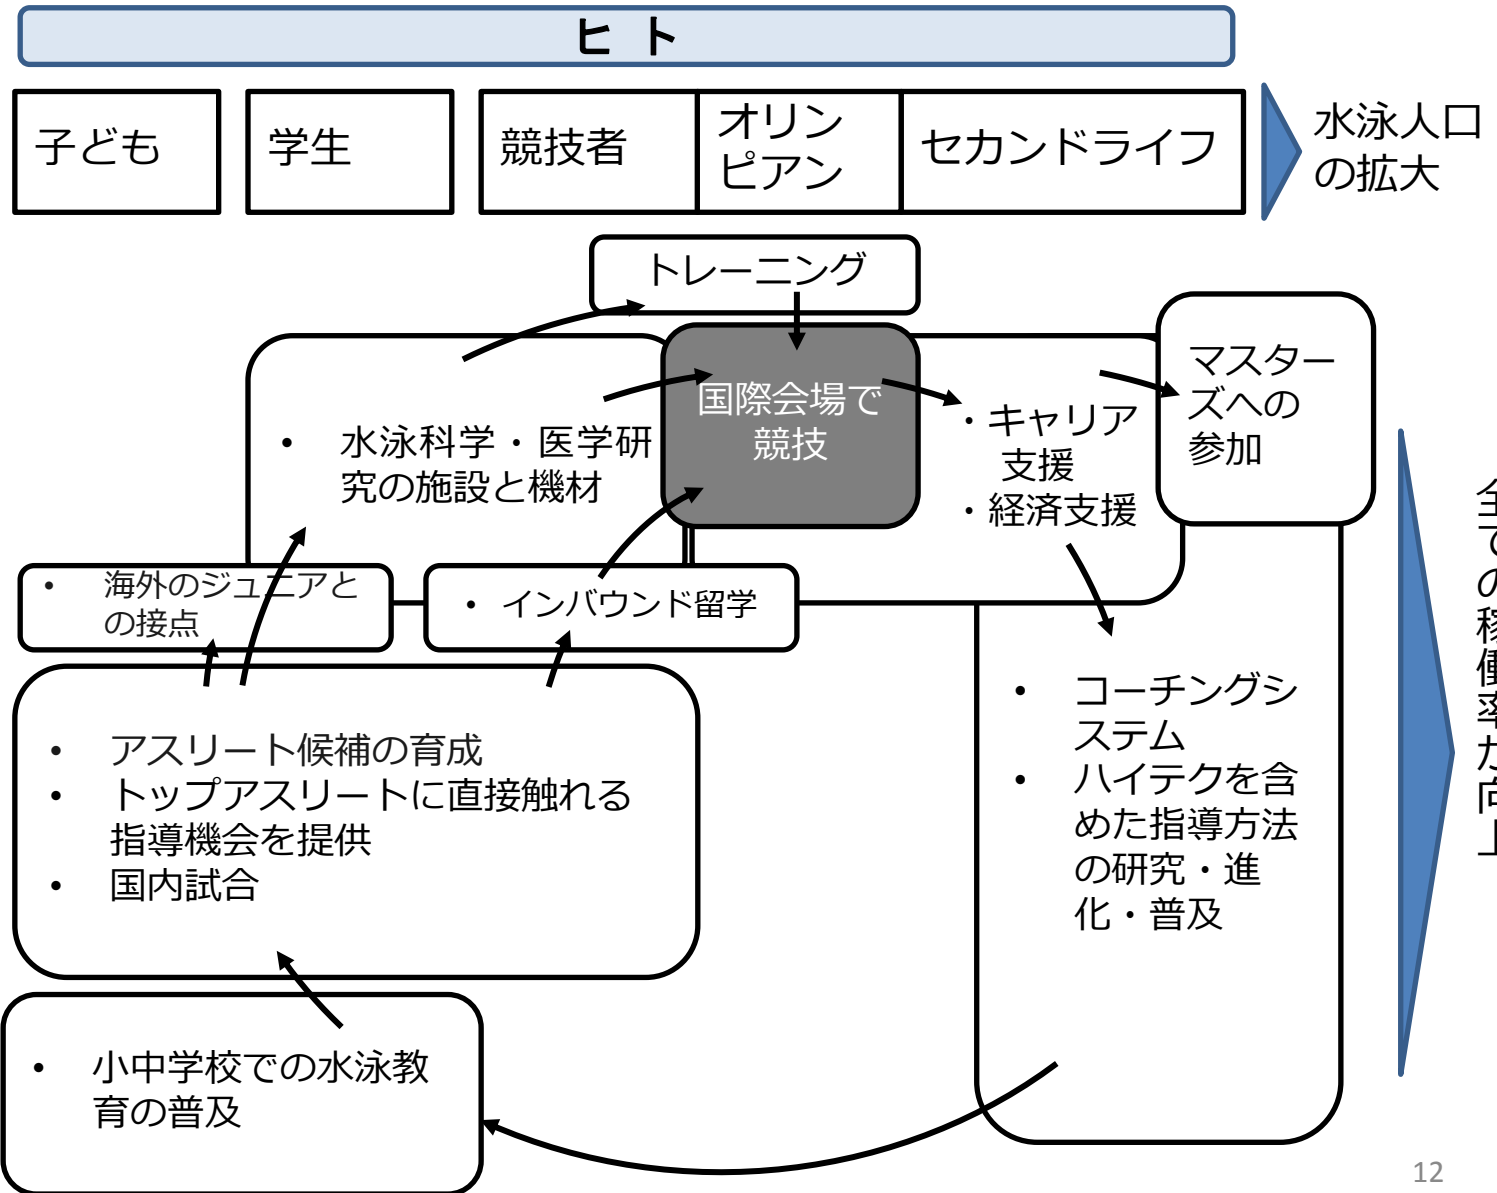 ヒ ト
子ども
学生
競技者
オリン
ピアン
セカンドライフ
水泳人口
の拡大
トレーニング
国際会場で
競技
マスター
ズへの
参加
・キャリア
支援
・経済支援
• 水泳科学・医学研
究の施設と機材
• 海外のジュニアと
の接点
• インバウンド留学
• アスリート候補の育成
• トップアスリートに直接触れる
指導機会を提供
• 国内試合
• コーチングシ
ステム
• ハイテクを含
めた指導方法
の研究・進
化・普及
全ての稼働率が向上
• 小中学校での水泳教
育の普及
12